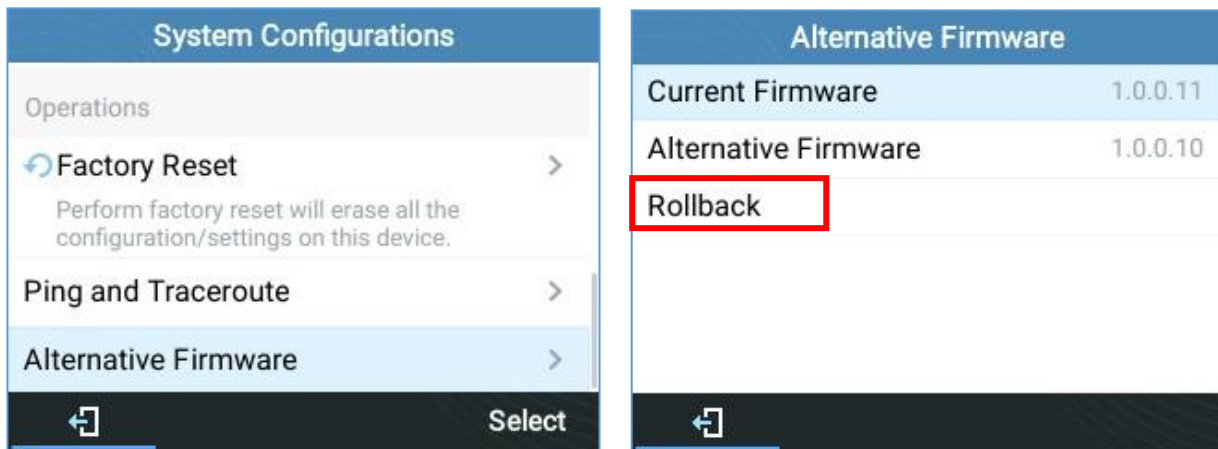 System Configurations
Operations
Factory Reset
Perform factory reset will erase all the
configuration/settings on this device.
Ping and Traceroute
Alternative Firmware
Select
Alternative Firmware
Current Firmware 1.0.0.11
Alternative Firmware 1.0.0.10
Rollback